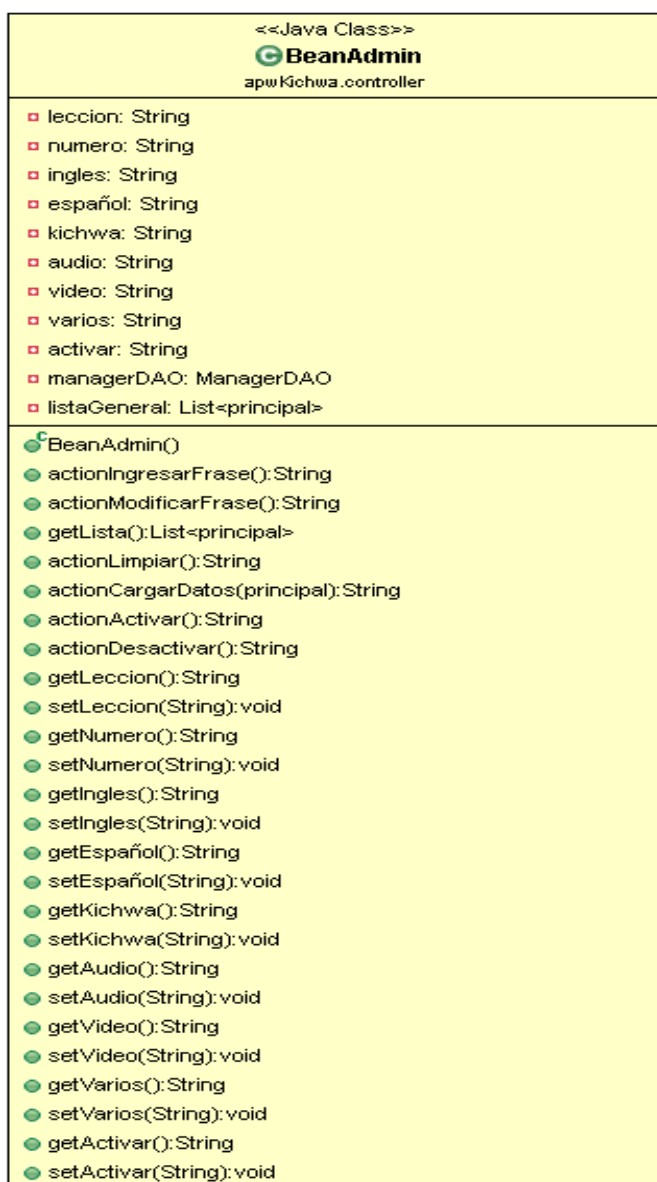 <<Java Class>>
BeanAdmin
apwKichwa.controller
leccion: String
numero: String
ingles: String
español: String
kichwa: String
audio: String
video: String
varios: String
activar: String
managerDAO: ManagerDAO
listaGeneral: List<principal>
BeanAdmin()
actionIngresarFrase():String
actionModificarFrase():String
getLista():List<principal>
actionLimpiar():String
actionCargarDatos(principal):String
actionActivar():String
actionDesactivar():String
getLeccion():String
setLeccion(String):void
getNumero():String
setNumero(String):void
getIngles():String
setIngles(String):void
getEspañol():String
setEspañol(String):void
getKichwa():String
setKichwa(String):void
getAudio():String
setAudio(String):void
getVideo():String
setVideo(String):void
getVarios():String
setVarios(String):void
getActivar():String
setActivar(String):void